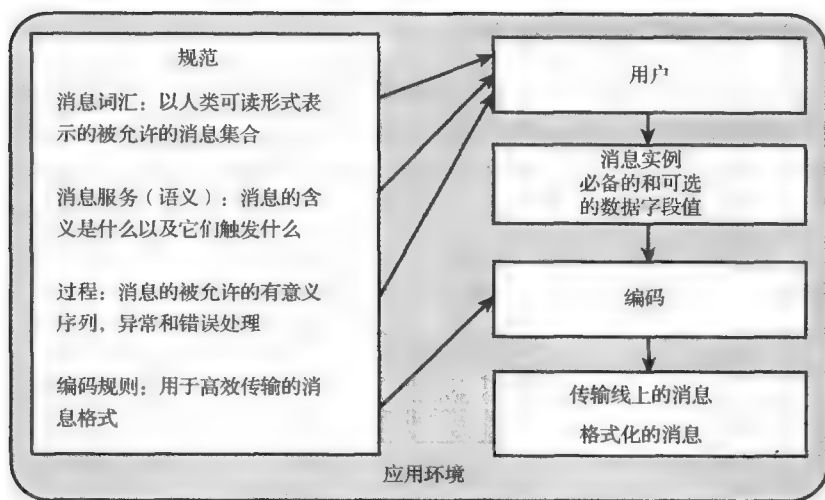 规范
消息词汇：以人类可读形式表
示的被允许的消息集合
消息服务（语义）：消息的含
义是什么以及它们触发什么
过程：消息的被允许的有意义
序列，异常和错误处理
编码规则：用于高效传输的消
息格式
用户
消息实例
必备的和可选
的数据字段值
编码
传输线上的消息
格式化的消息
应用环境